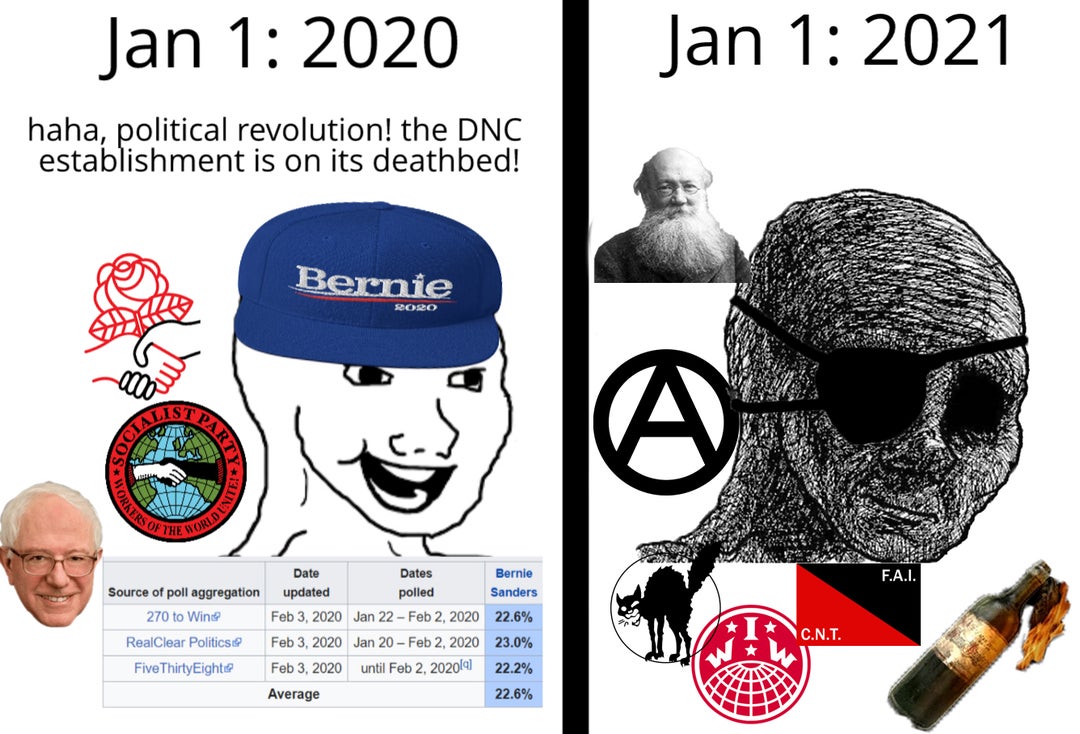 Jan 1: 2020
haha, political revolution! the DNC
establishment is on its deathbed!
Bernie
2020
SOCIALIST PARTY
WORKERS OF THE WORLD UNITE!
Source of poll aggregation Date updated Dates polled Bernie Sanders
270 to Win Feb 3, 2020 Jan 22 – Feb 2, 2020 22.6%
RealClear Politics Feb 3, 2020 Jan 20 – Feb 2, 2020 23.0%
FiveThirtyEight Feb 3, 2020 until Feb 2, 2020[q] 22.2%
Average 22.6%
Jan 1: 2021
A
F.A.I.
C.N.T.
IWW